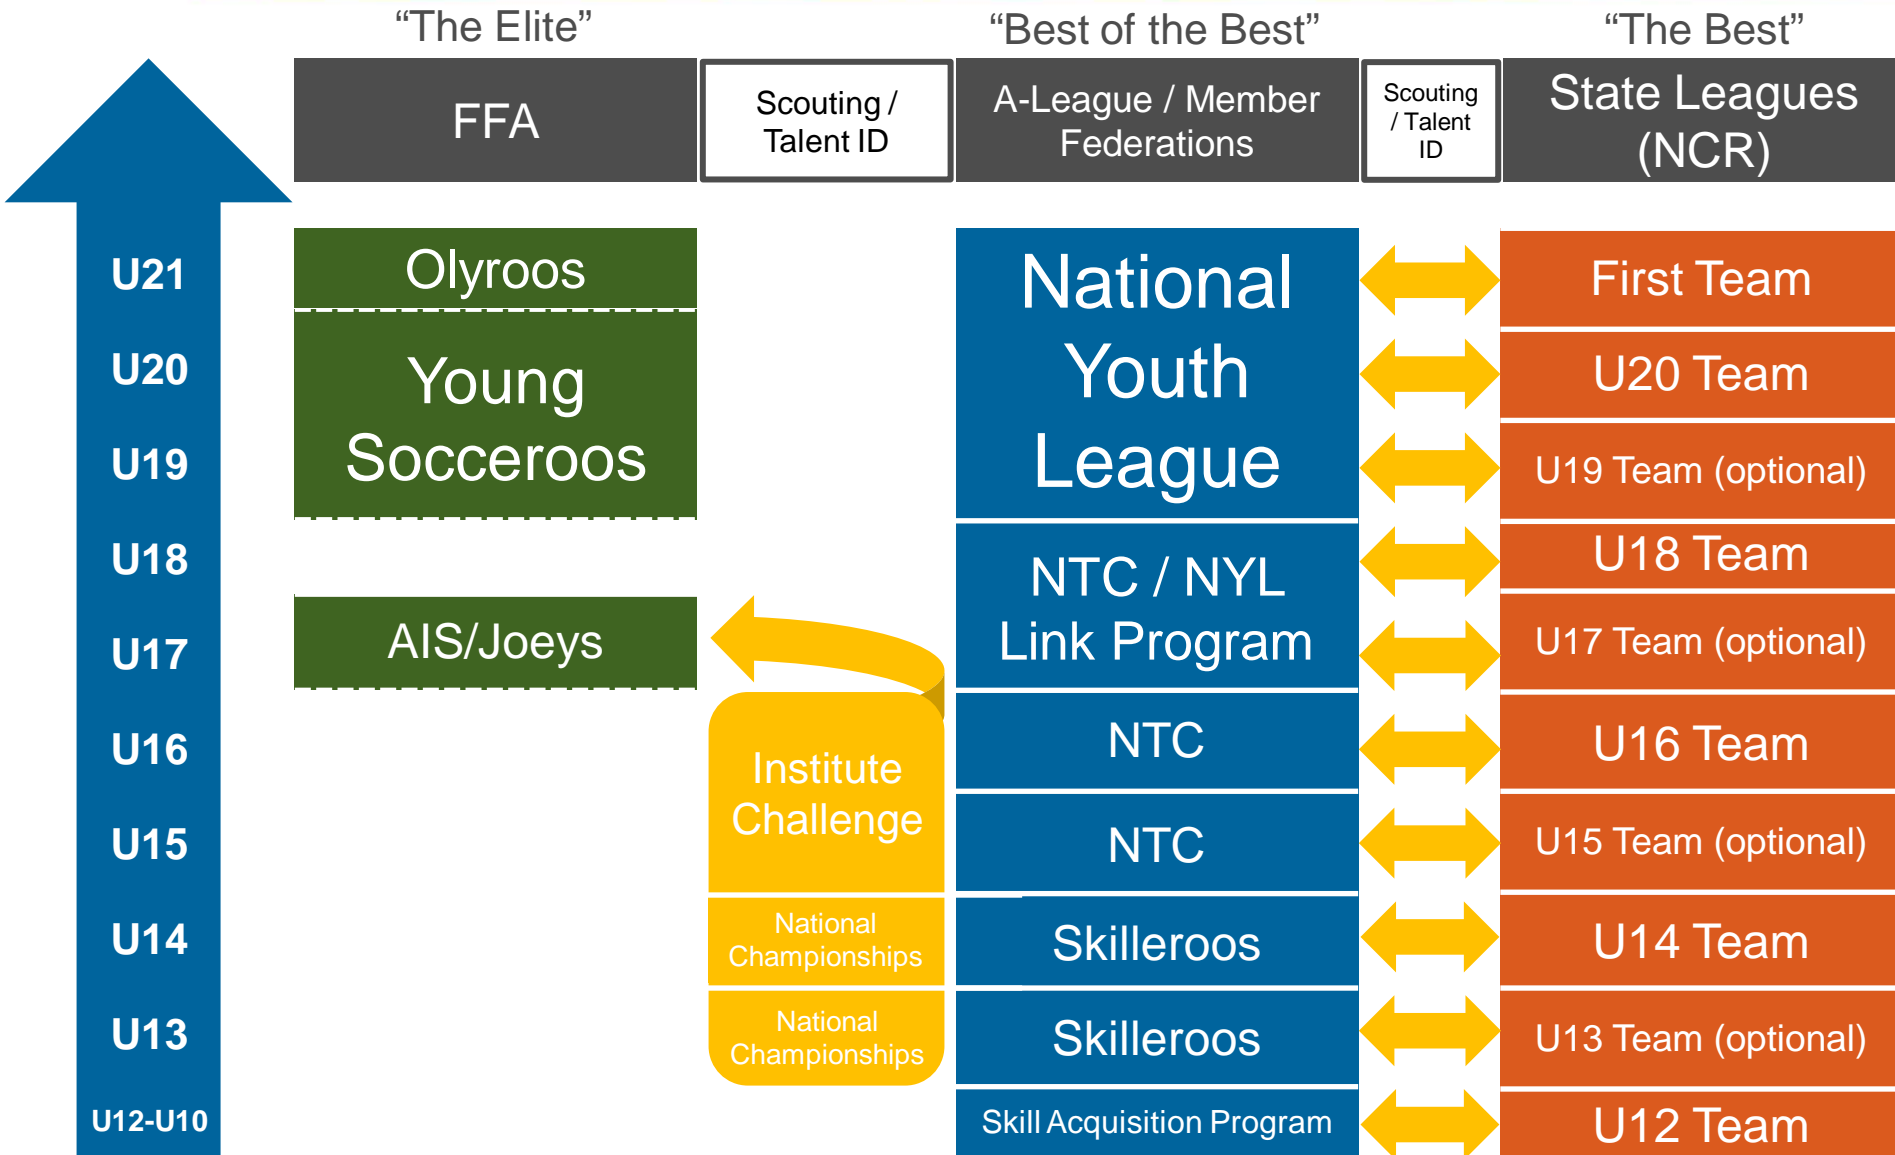 “The Elite”
“Best of the Best”
“The Best”
FFA
Scouting /
Talent ID
A-League / Member
Federations
Scouting
/ Talent
ID
State Leagues
(NCR)
U21
U20
U19
U18
U17
U16
U15
U14
U13
U12-U10
Olyroos
Young
Socceroos
AIS/Joeys
Institute
Challenge
National
Championships
National
Championships
National
Youth
League
NTC / NYL
Link Program
NTC
NTC
Skilleroos
Skilleroos
Skill Acquisition Program
First Team
U20 Team
U19 Team (optional)
U18 Team
U17 Team (optional)
U16 Team
U15 Team (optional)
U14 Team
U13 Team (optional)
U12 Team